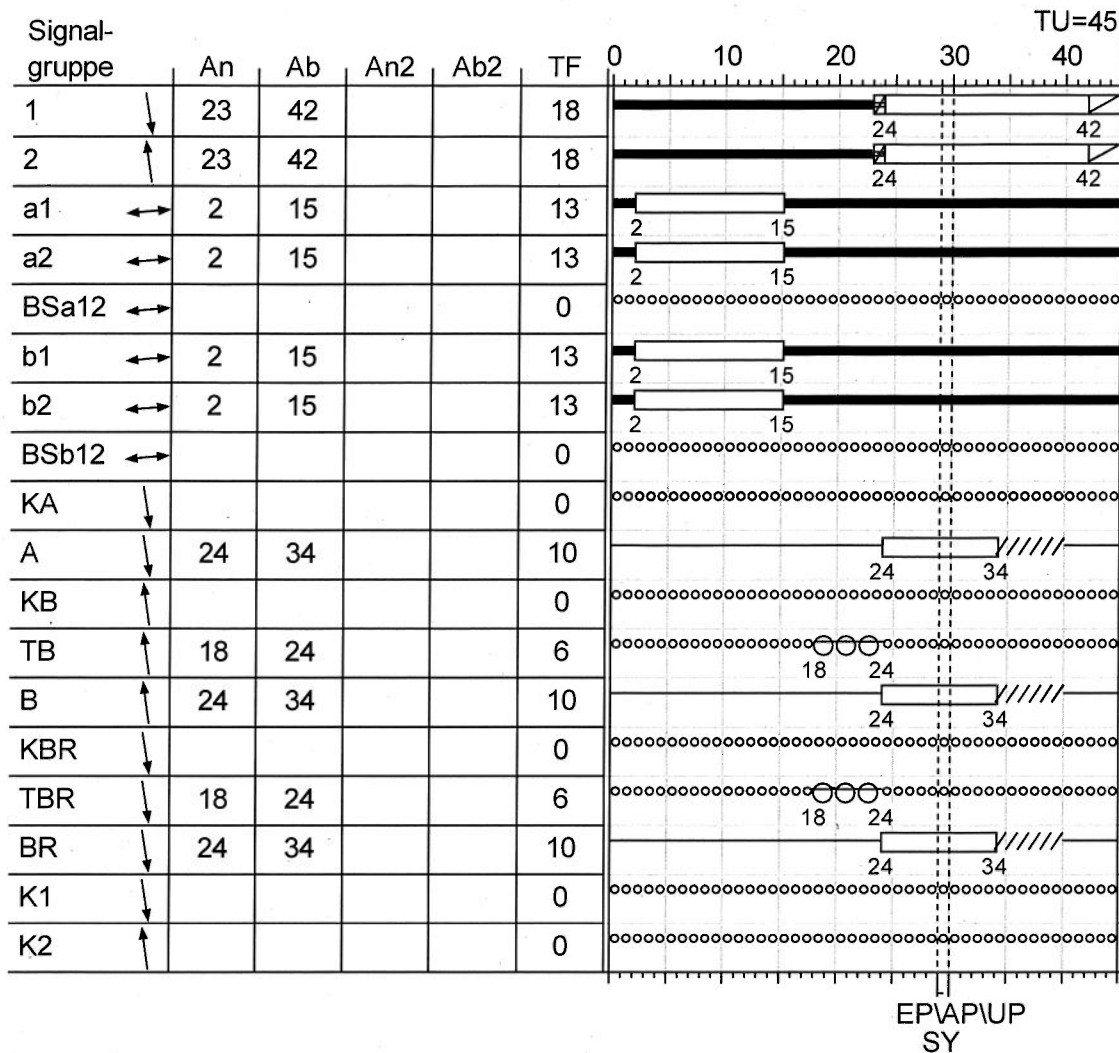 TU=45
Signal-
gruppe An Ab An2 Ab2 TF 0 10 20 30 40
1 23 42 18
24 42
2 23 42 18
24 42
a1 2 15 13
2 15
a2 2 15 13
2 15
BSa12 0
b1 2 15 13
2 15
b2 2 15 13
2 15
BSb12 0
KA 0
A 24 34 10
24 34
KB 0
TB 18 24 6
18 24
B 24 34 10
24 34
KBR 0
TBR 18 24 6
18 24
BR 24 34 10
24 34
K1 0
K2 0
EP\AP\UP
SY